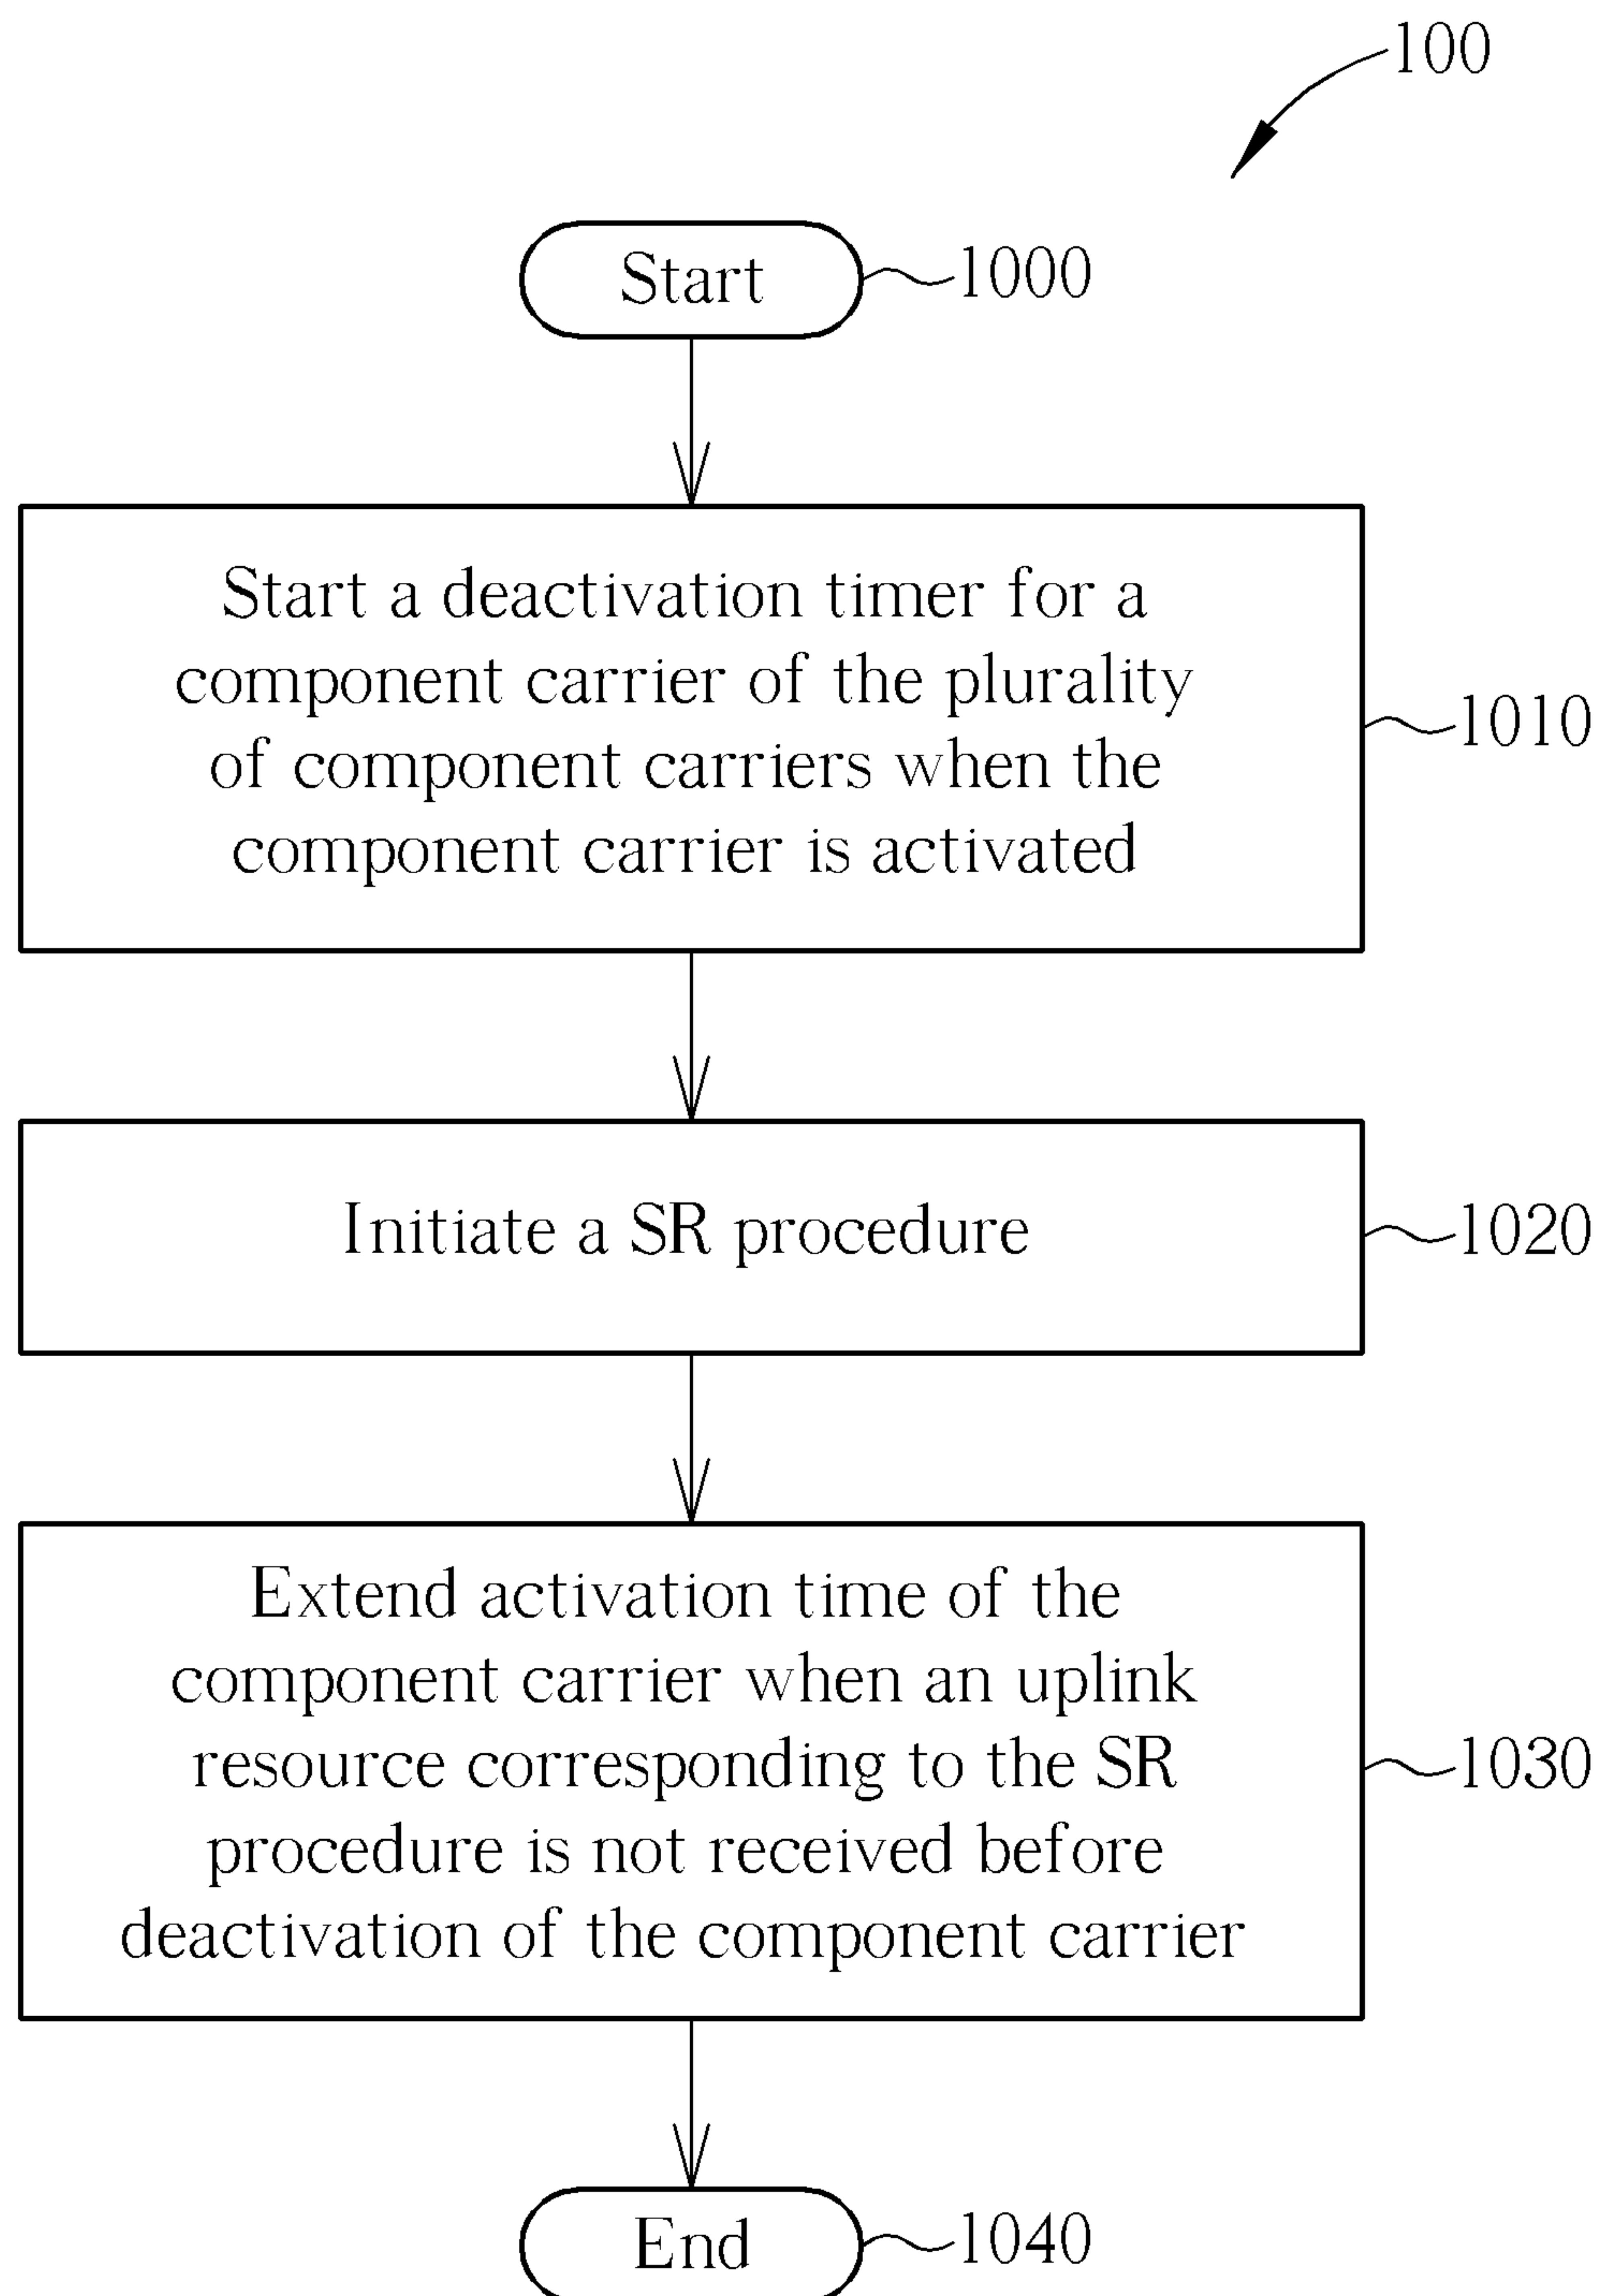 100
Start
1000
Start a deactivation timer for a
component carrier of the plurality
of component carriers when the
component carrier is activated
1010
Initiate a SR procedure
1020
Extend activation time of the
component carrier when an uplink
resource corresponding to the SR
procedure is not received before
deactivation of the component carrier
1030
End
1040